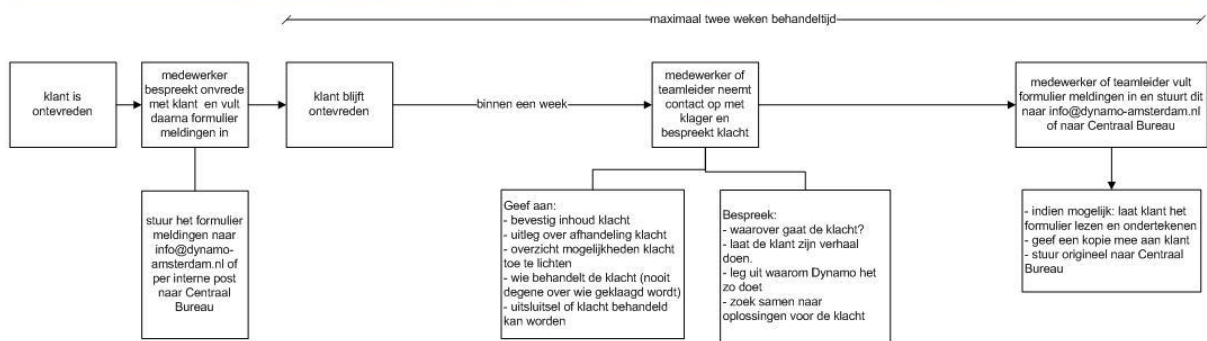 maximaal twee weken behandeltijd
klant is
ontevreden
medewerker
bespreekt onvrede
met klant en vult
daarna formulier
meldingen in
klant blijft
ontevreden
binnen een week
medewerker of
teamleider neemt
contact op met
klager en
bespreekt klacht
medewerker of teamleider vult
formulier meldingen in en stuurt dit
naar info@dynamo-amsterdam.nl
of naar Centraal Bureau
stuur het formulier
meldingen naar
info@dynamo-
amsterdam.nl of
per interne post
naar Centraal
Bureau
Geef aan:
- bevestig inhoud klacht
- uitleg over afhandeling klacht
- overzicht mogelijkheden klacht
toe te lichten
- wie behandelt de klacht (nooit
degene over wie geklaagd wordt)
- uitsluitsel of klacht behandeld
kan worden
Bespreek:
- waarover gaat de klacht?
- laat de klant zijn verhaal
doen.
- leg uit waarom Dynamo het
zo doet
- zoek samen naar
oplossingen voor de klacht
- indien mogelijk: laat klant het
formulier lezen en ondertekenen
- geef een kopie mee aan klant
- stuur origineel naar Centraal
Bureau